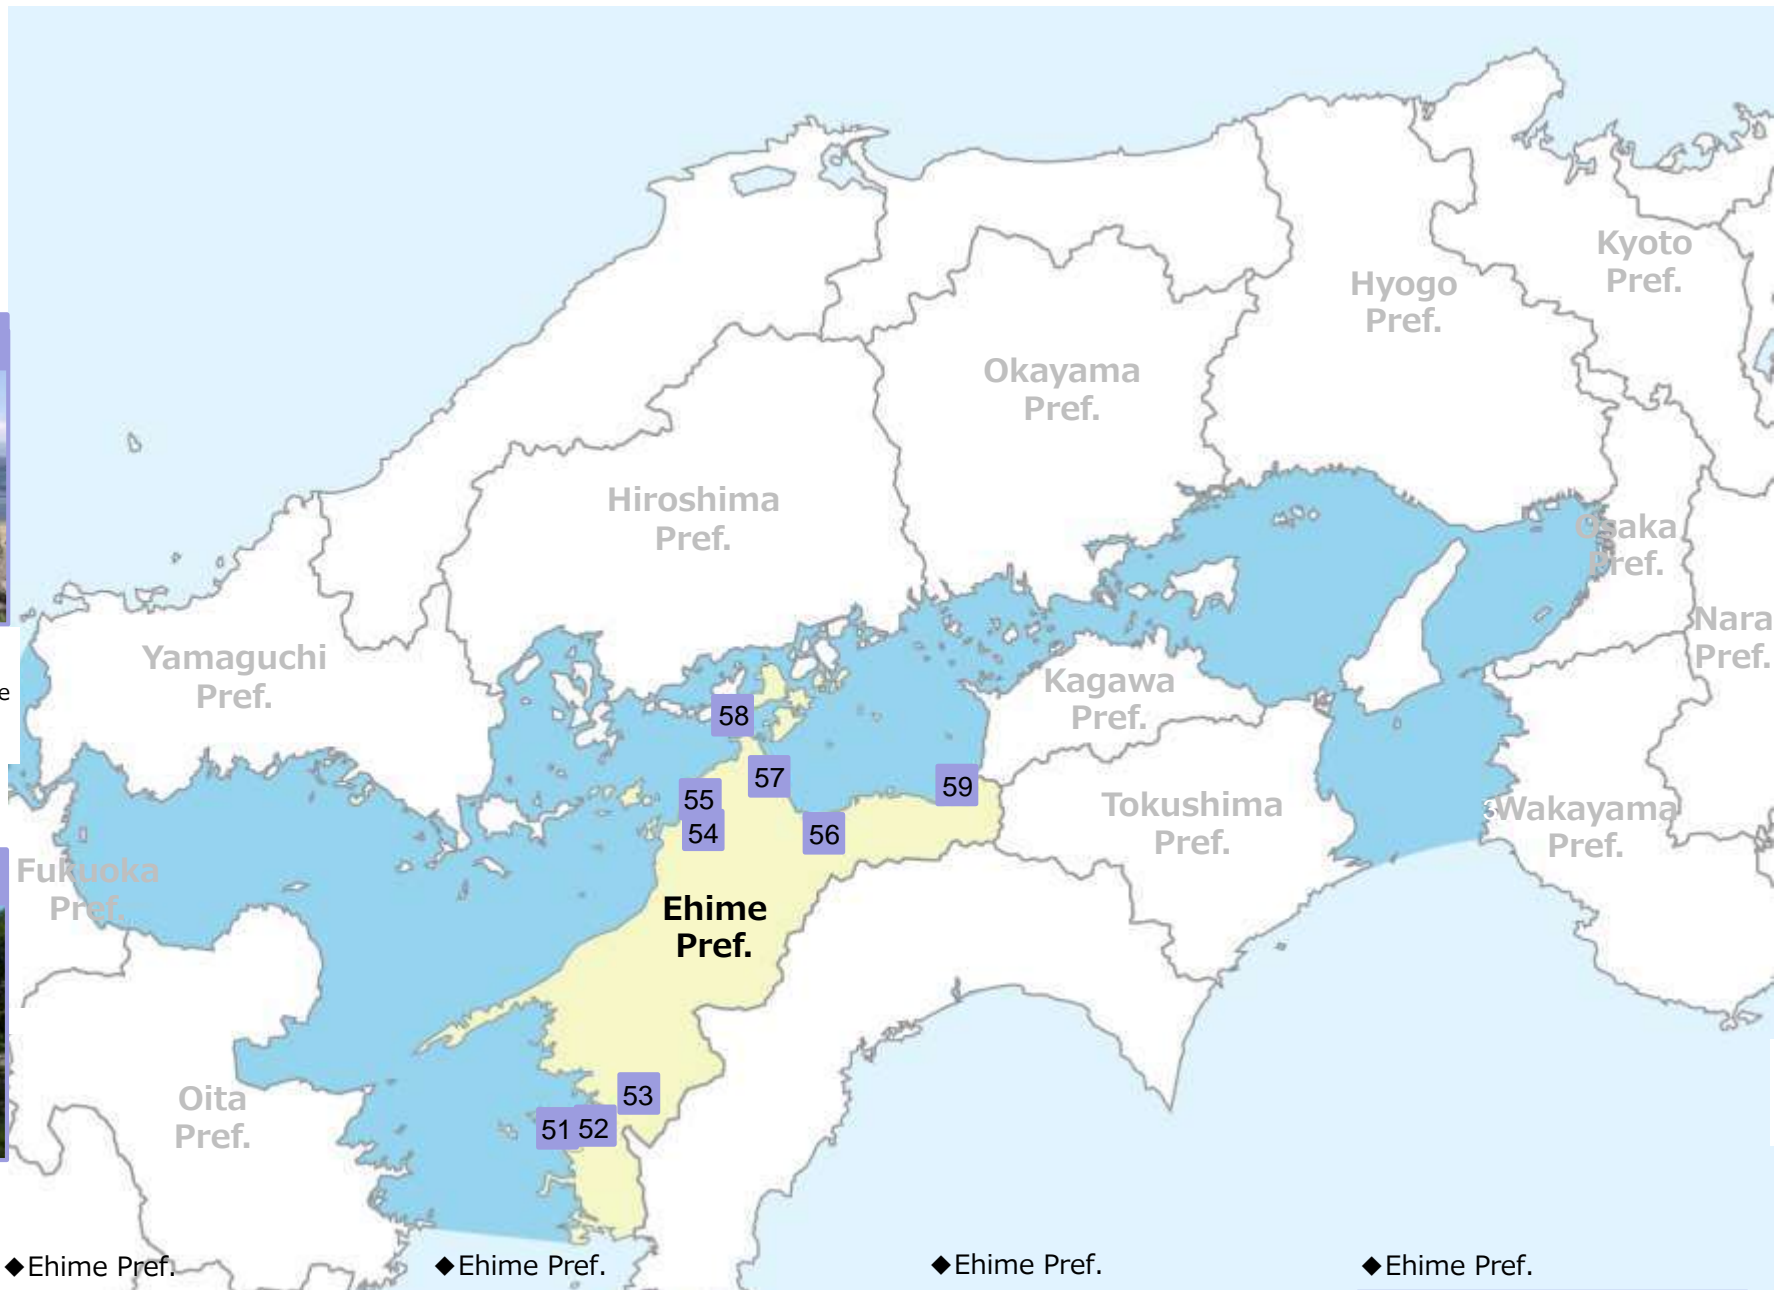 Kyoto
Pref.
Hyogo
Pref.
Okayama
Pref.
Hiroshima
Pref.
Osaka
Pref.
Nara
Pref.
Yamaguchi
Pref.
e
Kagawa
Pref.
58
57
59
55
54
56
Tokushima
Pref.
Wakayama
Pref.
Fukuoka
Pref.
Ehime
Pref.
53
51 52
Oita
Pref.
◆Ehime Pref.
◆Ehime Pref.
◆Ehime Pref.
◆Ehime Pref.